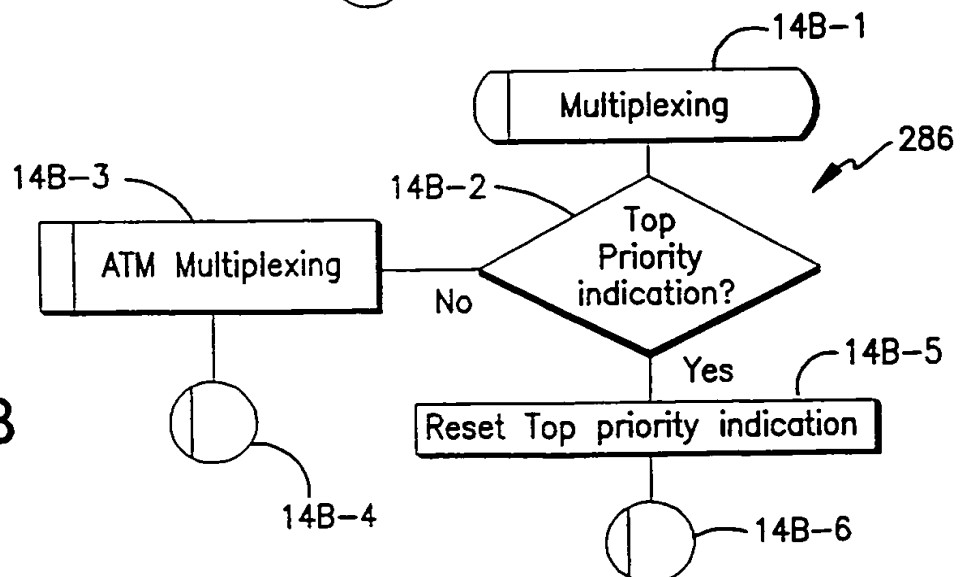 14B-1
Multiplexing
286
14B-3
14B-2
Top
Priority
indication?
ATM Multiplexing
No
Yes
14B-5
Reset Top priority indication
14B-4
14B-6